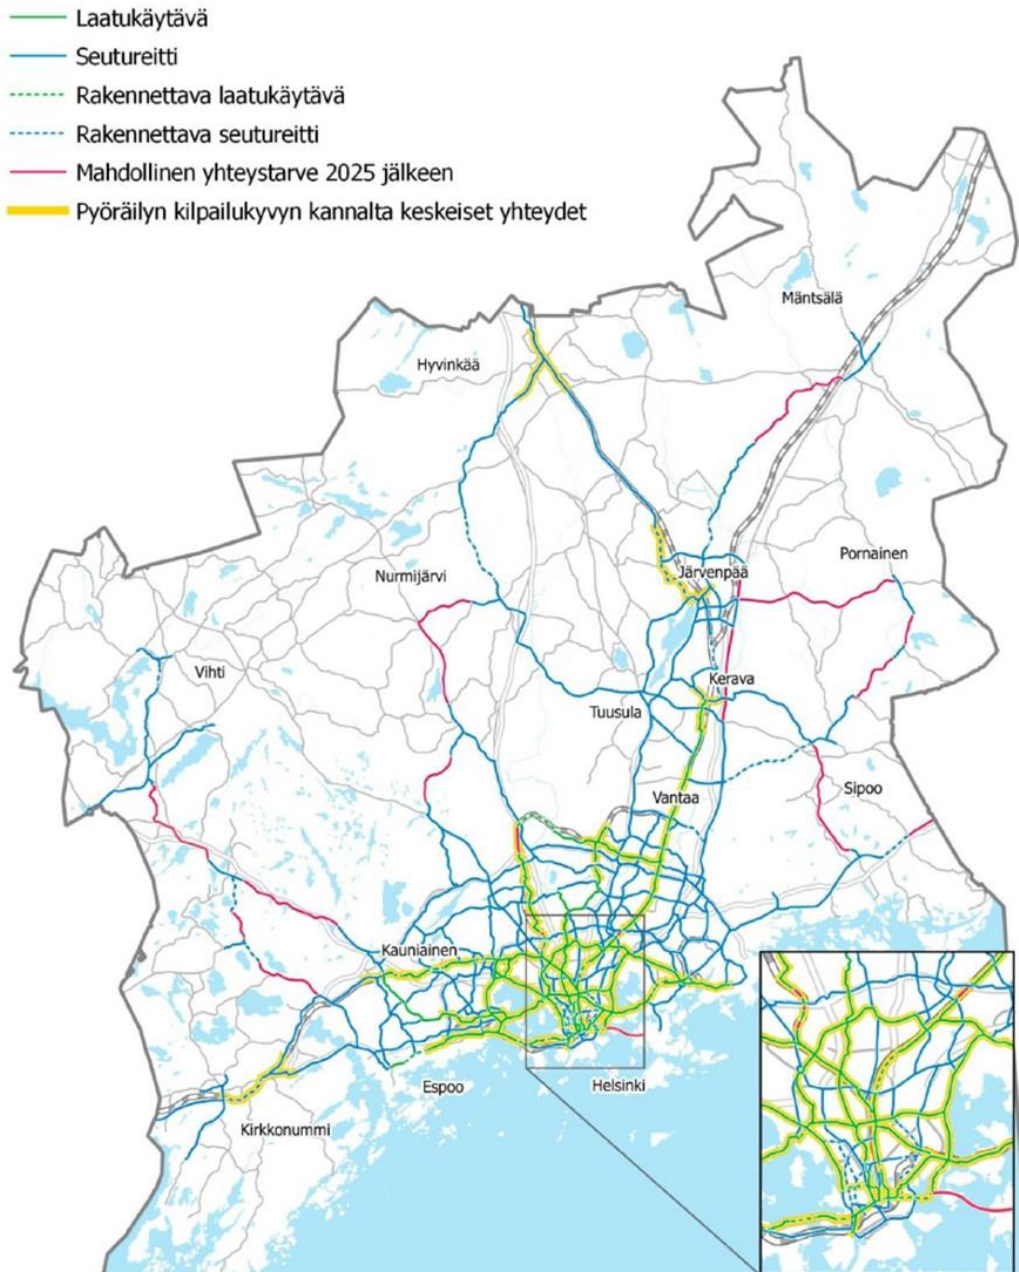 Laatukäytävä
Seutureitti
Rakennettava laatukäytävä
Rakennettava seutureitti
Mahdollinen yhteystarve 2025 jälkeen
Pyöräilyn kilpailukyvyn kannalta keskeiset yhteydet
Mäntsälä
Hyvinkää
Pornainen
Järvenpää
Nurmijärvi
Vihti
Kerava
Tuusula
Sipoo
Vantaa
Kauniainen
Espoo
Helsinki
Kirkkonummi